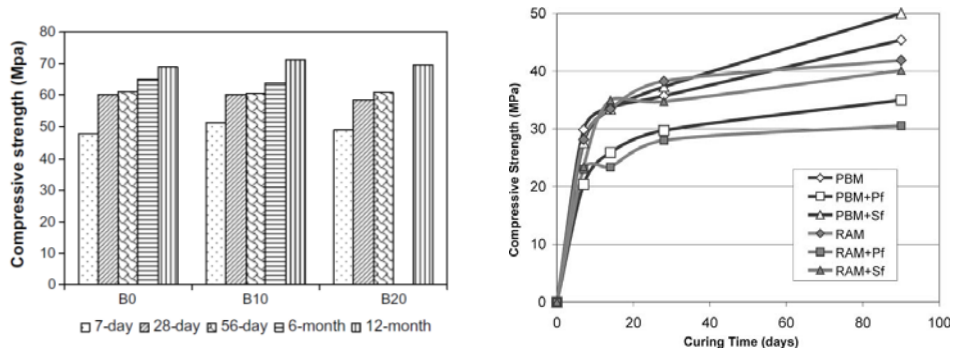 Compressive strength (Mpa)
80
70
60
50
40
30
20
10
0
B0 B10 B20
7-day 28-day 56-day 6-month 12-month
Compressive Strength (MPa)
50
40
30
20
10
0
PBM
PBM+Pf
PBM+Sf
RAM
RAM+Pf
RAM+Sf
0 20 40 60 80 100
Curing Time (days)